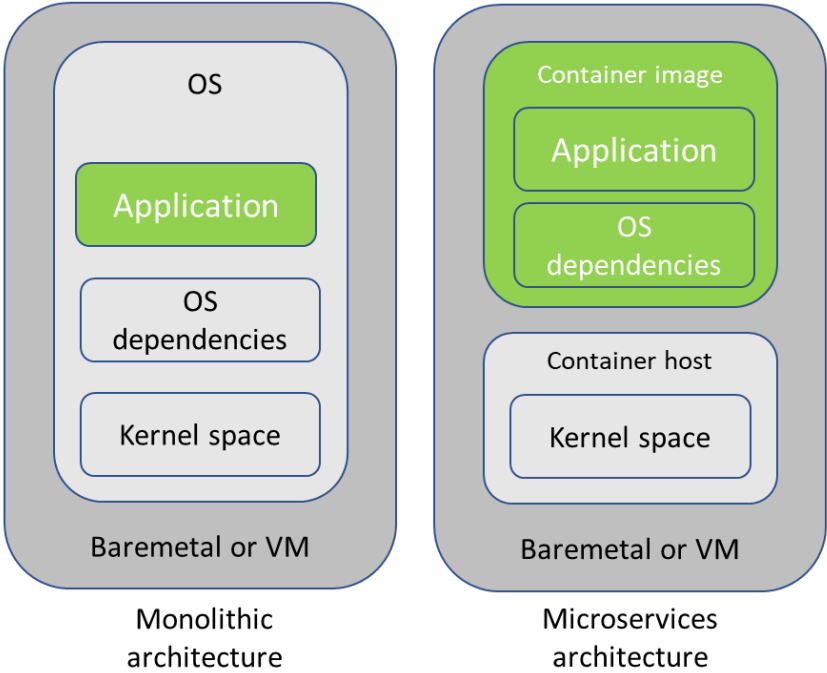 OS
Application
OS
dependencies
Kernel space
Baremetal or VM
Monolithic
architecture
Container image
Application
OS
dependencies
Container host
Kernel space
Baremetal or VM
Microservices
architecture